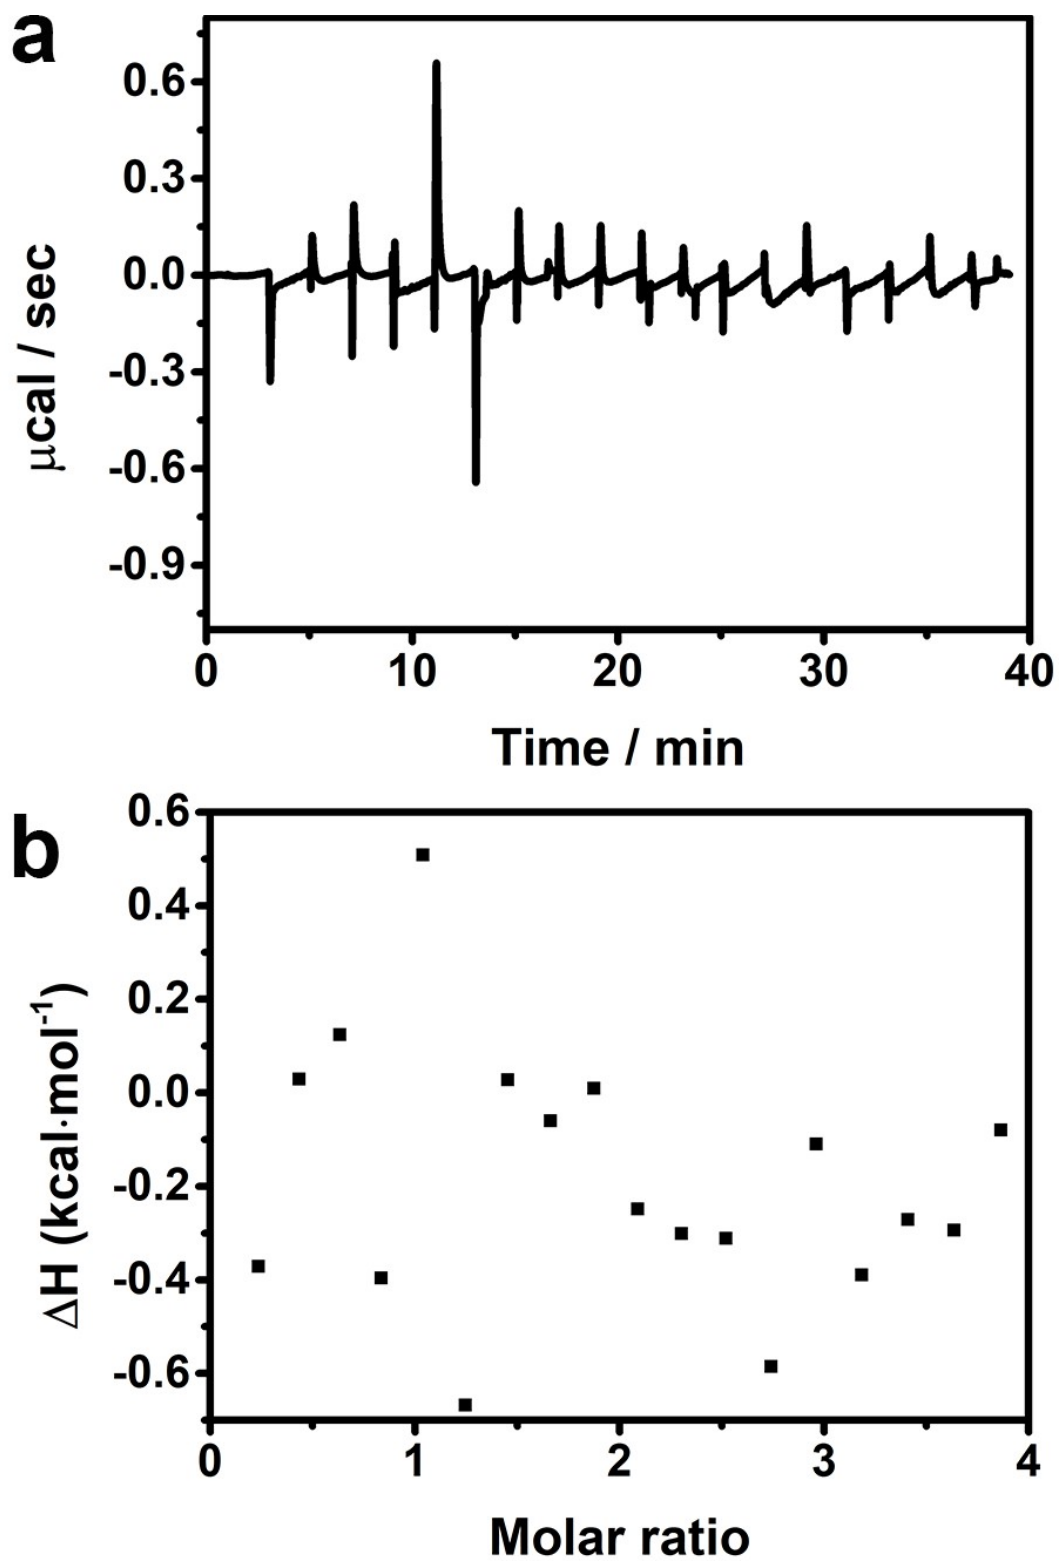 a
0.6
0.3
0.0
-0.3
-0.6
-0.9
μcal / sec
0 10 20 30 40
Time / min
b
0.6
0.4
0.2
0.0
-0.2
-0.4
-0.6
ΔH (kcal·mol⁻¹)
0 1 2 3 4
Molar ratio